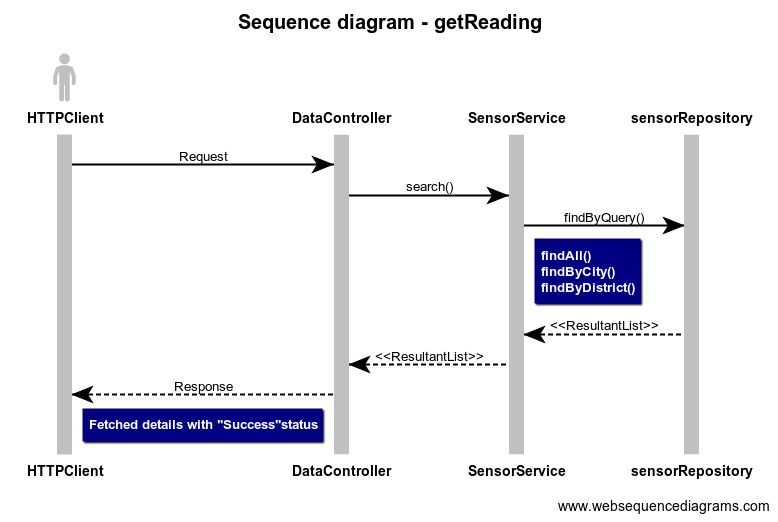 Sequence diagram - getReading
HTTPClient
DataController
SensorService
sensorRepository
Request
search()
findByQuery()
findAll()
findByCity()
findByDistrict()
<<ResultantList>>
<<ResultantList>>
Response
Fetched details with "Success"status
HTTPClient
DataController
SensorService
sensorRepository
www.websequencediagrams.com